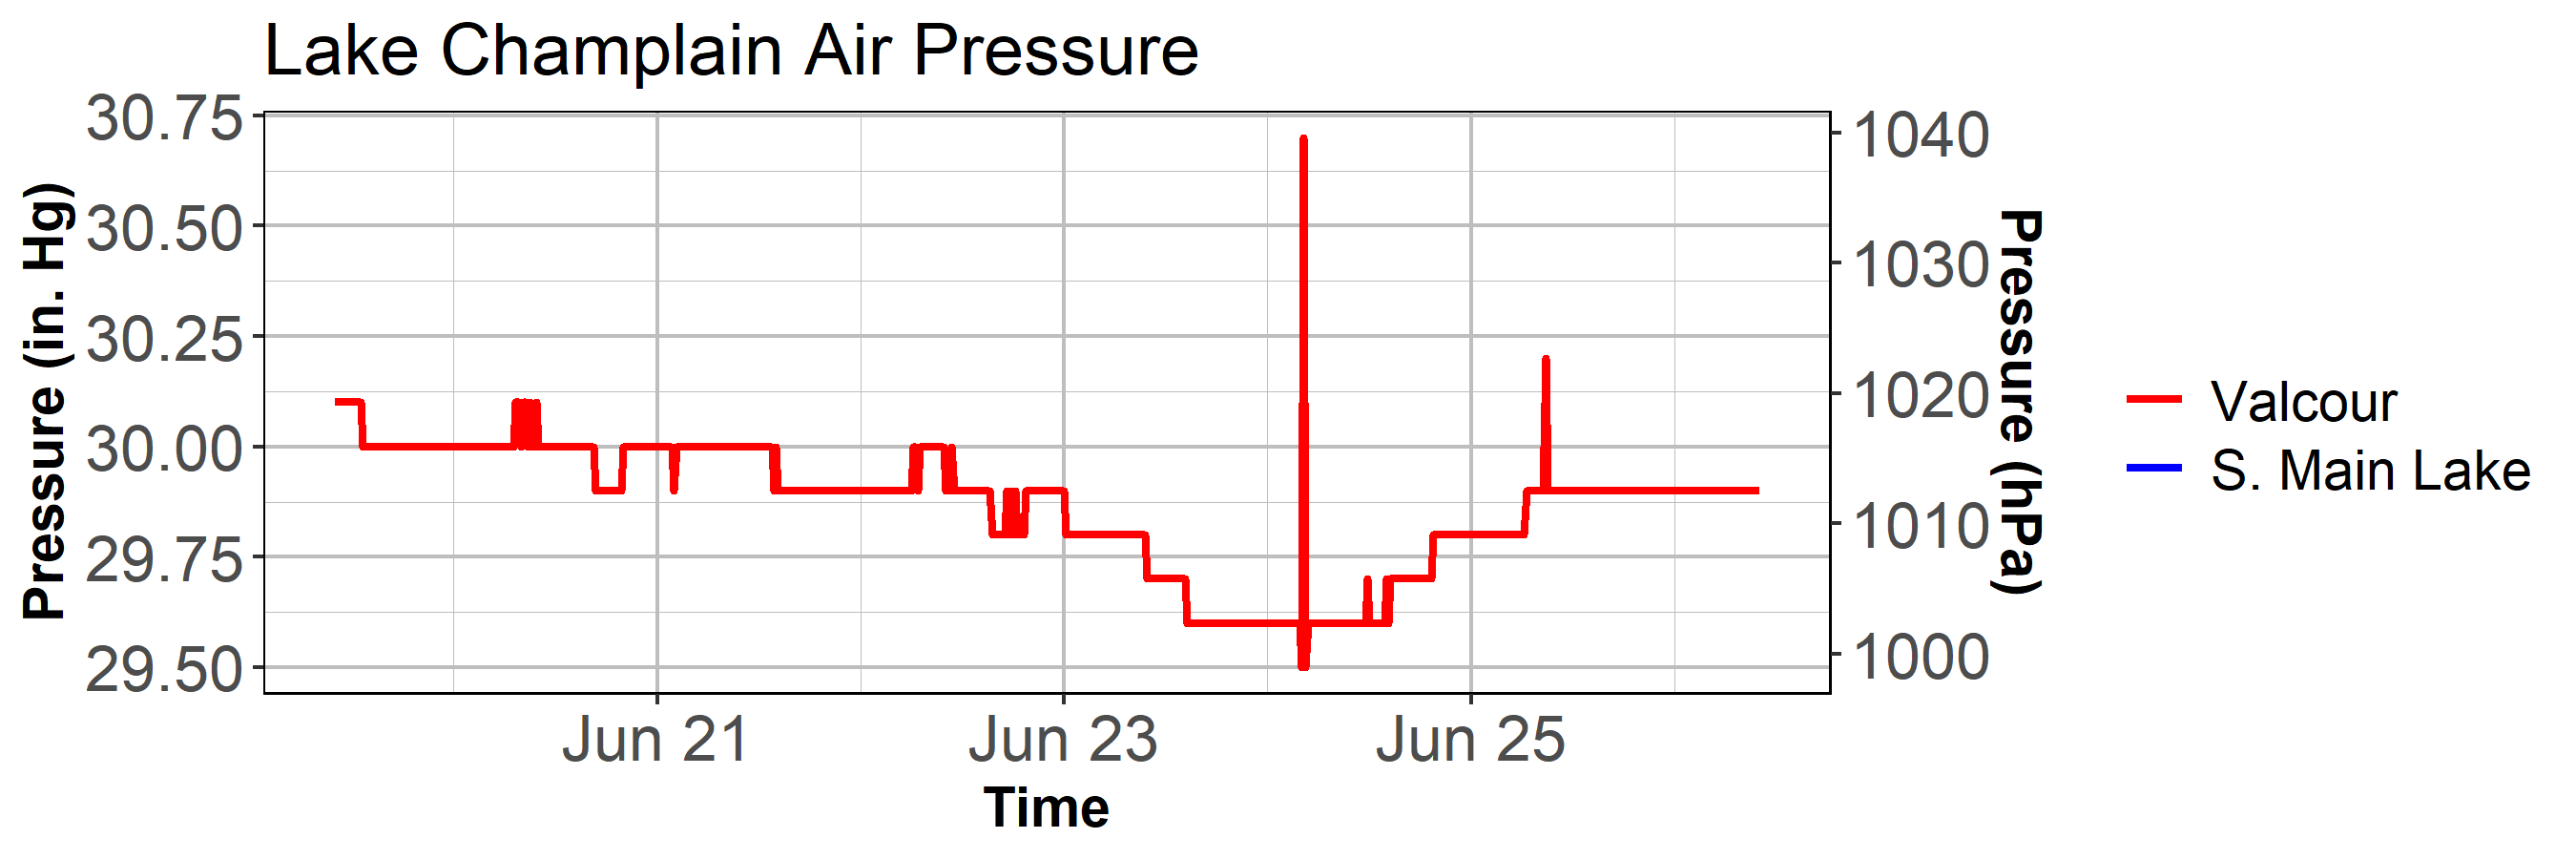 Lake Champlain Air Pressure
Pressure (in. Hg)
30.75
30.50
30.25
30.00
29.75
29.50
1040
1030
1020
1010
1000
Pressure (hPa)
Valcour
S. Main Lake
Jun 21
Jun 23
Jun 25
Time